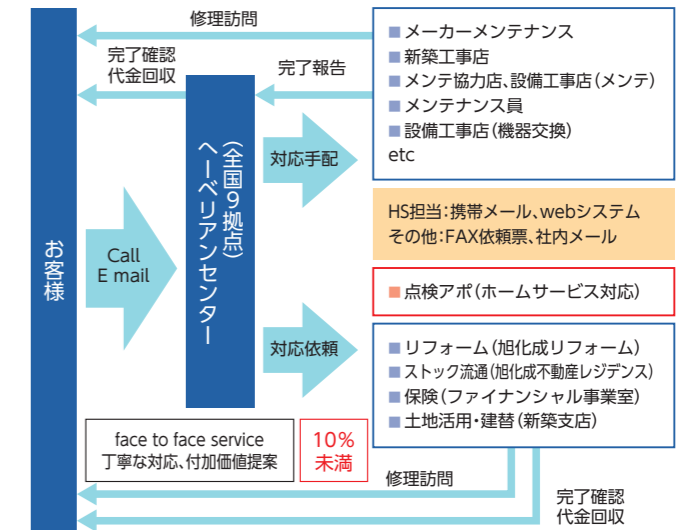 修理訪問
完了確認
代金回収
完了報告
お客様
Call
E mail
ヘーベリアンセンター
(全国9拠点)
対応手配
対応依頼
■メーカーメンテナンス
■新築工事店
■メンテ協力店、設備工事店(メンテ)
■メンテナンス員
■設備工事店(機器交換)
etc
HS担当:携帯メール、webシステム
その他:FAX依頼票、社内メール
■点検アポ(ホームサービス対応)
■リフォーム(旭化成リフォーム)
■ストック流通(旭化成不動産レジデンス)
■保険(ファイナンシャル事業室)
■土地活用・建替(新築支店)
face to face service
丁寧な対応、付加価値提案
10%
未満
修理訪問
完了確認
代金回収